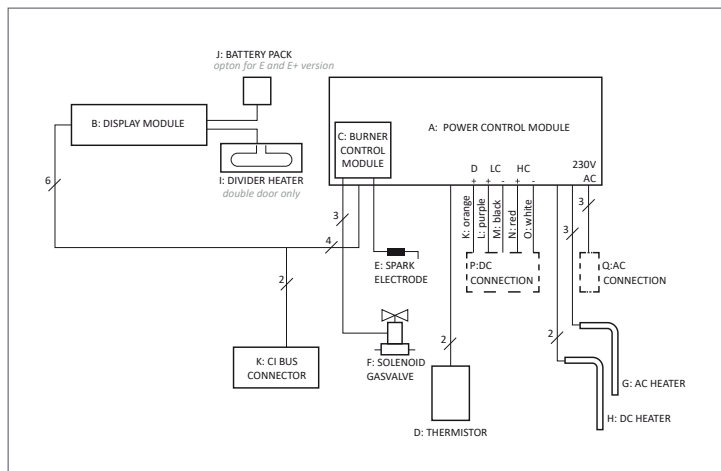 J: BATTERY PACK
opton for E and E+ version
B: DISPLAY MODULE
A: POWER CONTROL MODULE
C: BURNER
CONTROL
MODULE
I: DIVIDER HEATER
double door only
D LC HC
+ + - + -
230V
AC
K: orange
L: purple
M: black
N: red
O: white
6
3
4
2
3
3
2
2
E: SPARK
ELECTRODE
P:DC
CONNECTION
Q:AC
CONNECTION
K: CI BUS
CONNECTOR
F: SOLENOID
GASVALVE
D: THERMISTOR
G: AC HEATER
H: DC HEATER